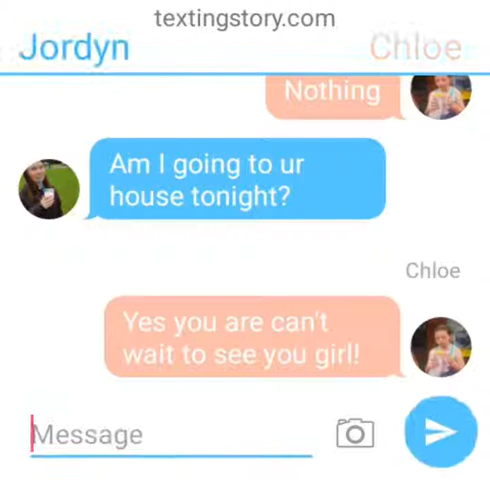 textingstory.com
Jordyn
Chloe
Nothing
Am I going to ur
house tonight?
Chloe
Yes you are can't
wait to see you girl!
Message